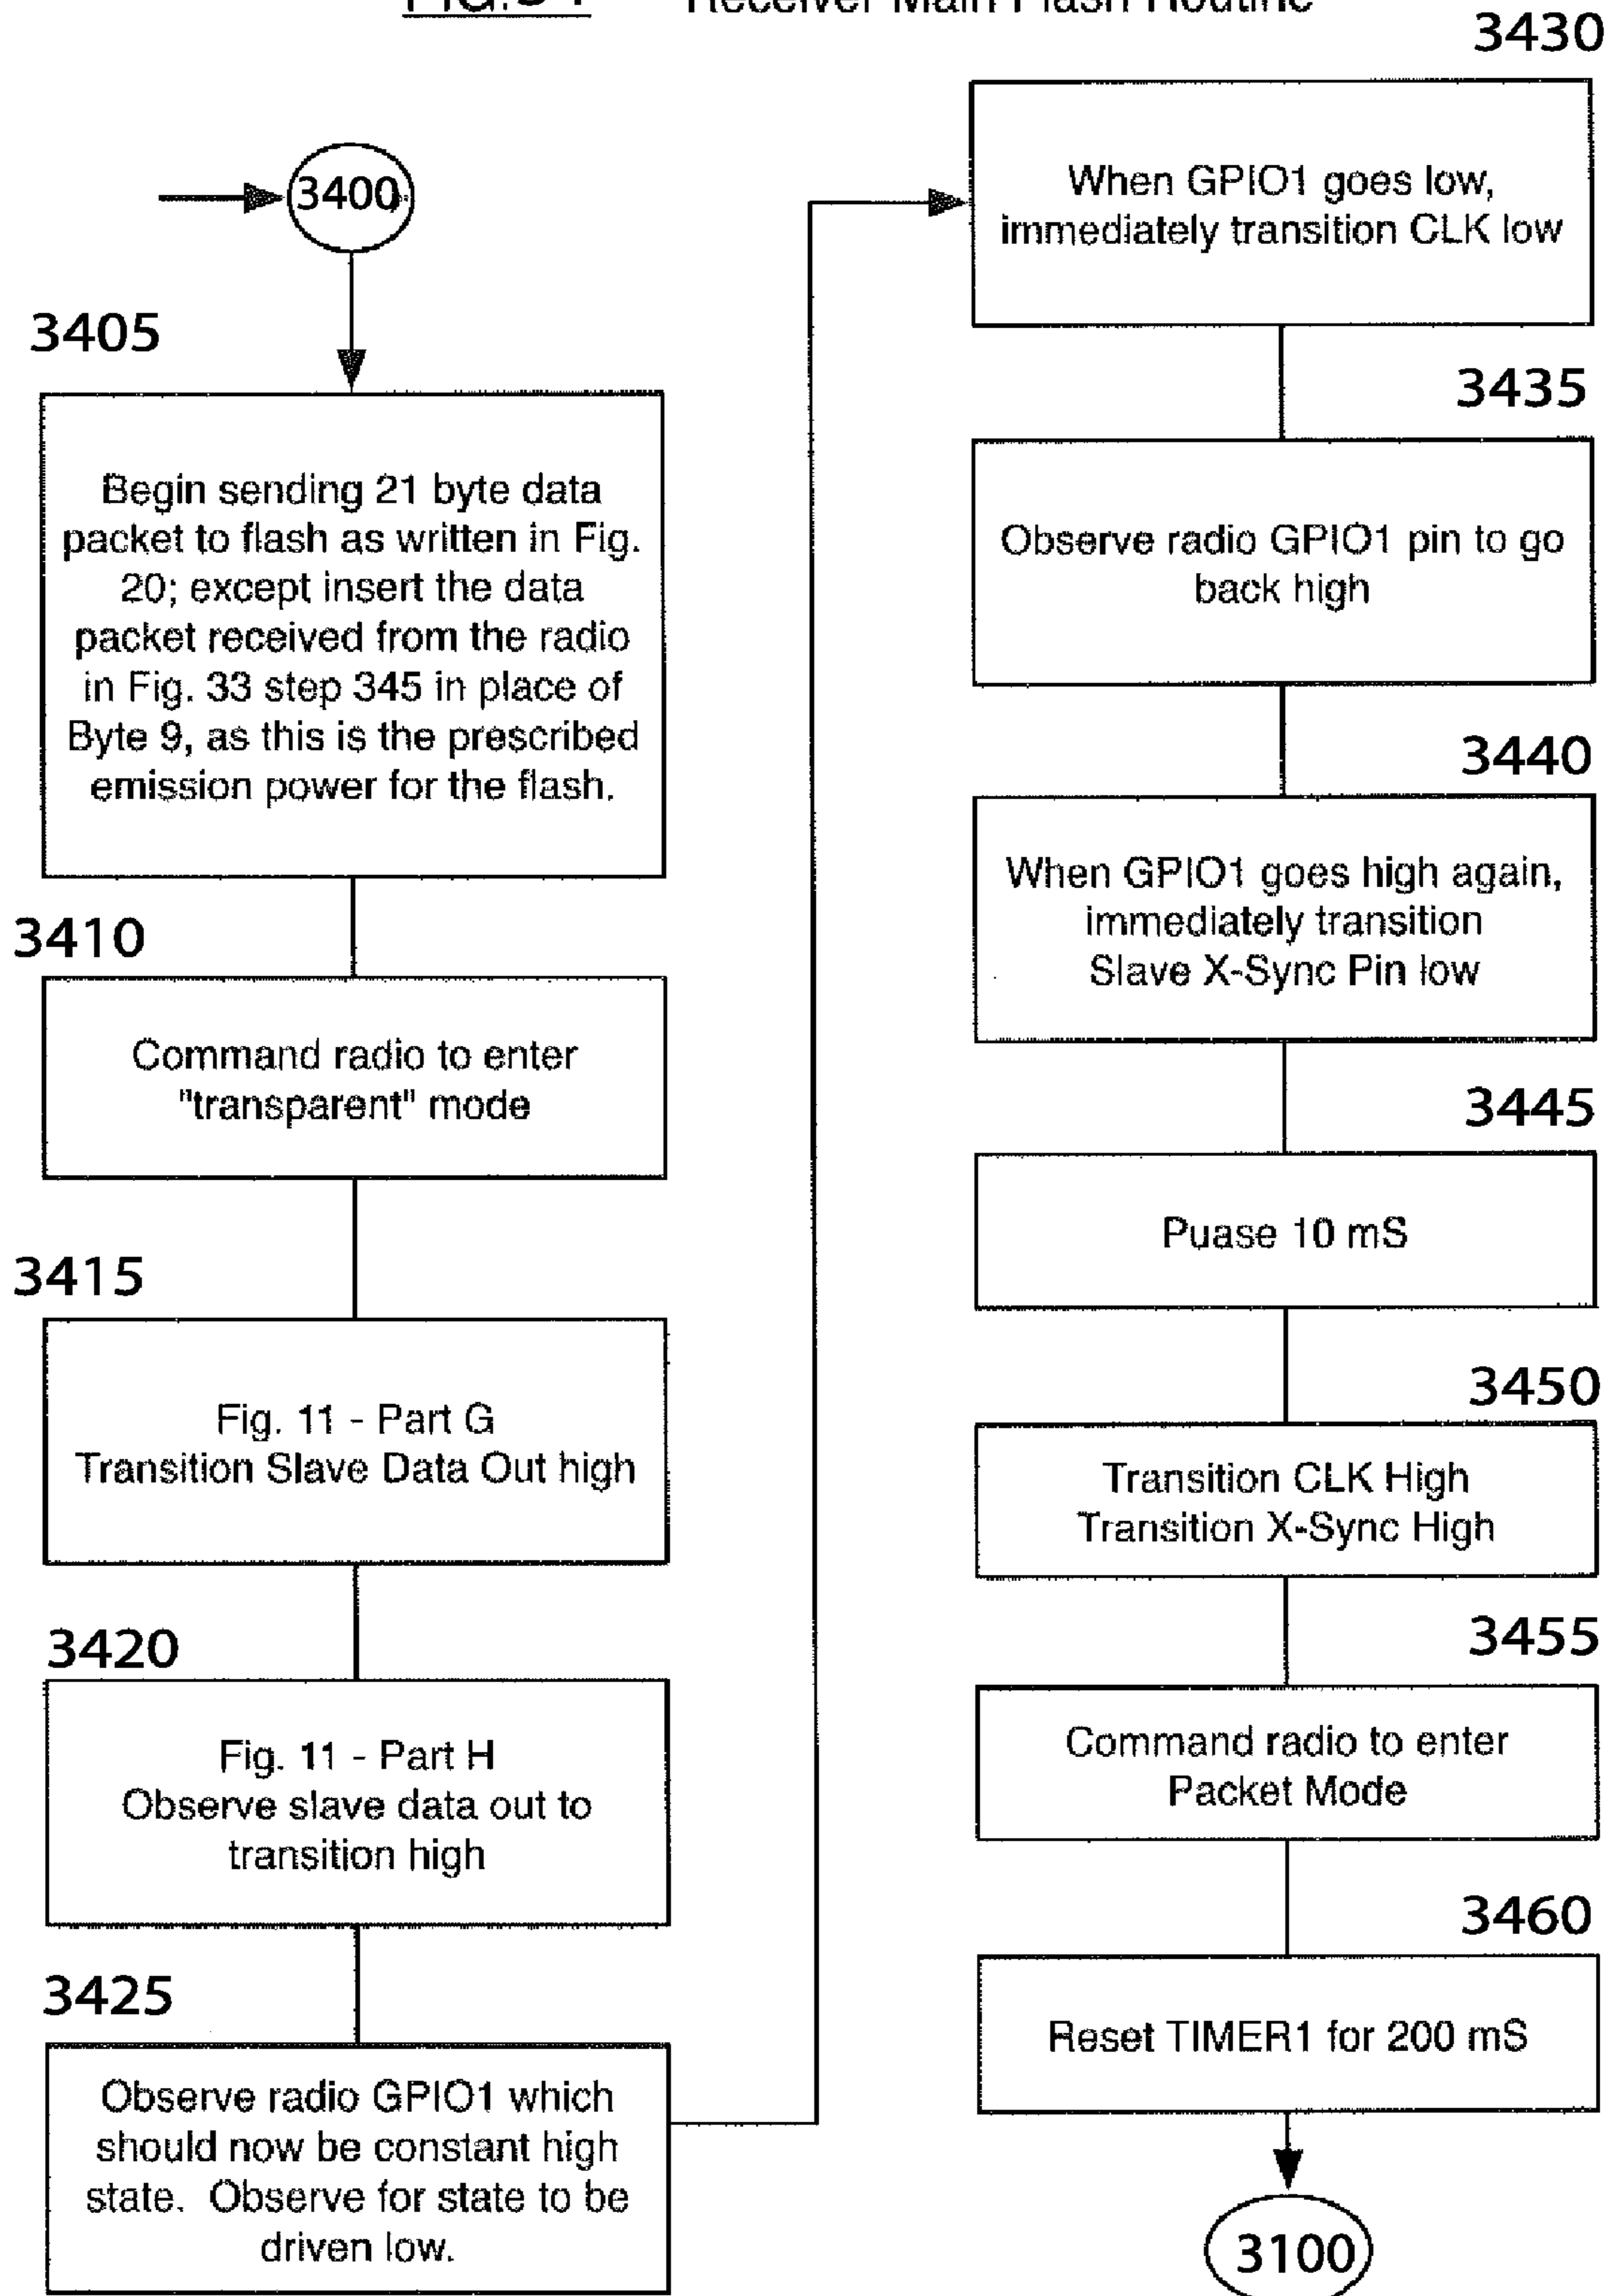 FIG.34 Receiver Main Flash Routine
3400
3405
Begin sending 21 byte data
packet to flash as written in Fig.
20; except insert the data
packet received from the radio
in Fig. 33 step 345 in place of
Byte 9, as this is the prescribed
emission power for the flash.
3410
Command radio to enter
"transparent" mode
3415
Fig. 11 - Part G
Transition Slave Data Out high
3420
Fig. 11 - Part H
Observe slave data out to
transition high
3425
Observe radio GPIO1 which
should now be constant high
state. Observe for state to be
driven low.
3430
When GPIO1 goes low,
immediately transition CLK low
3435
Observe radio GPIO1 pin to go
back high
3440
When GPIO1 goes high again,
immediately transition
Slave X-Sync Pin low
3445
Puase 10 mS
3450
Transition CLK High
Transition X-Sync High
3455
Command radio to enter
Packet Mode
3460
Reset TIMER1 for 200 mS
3100